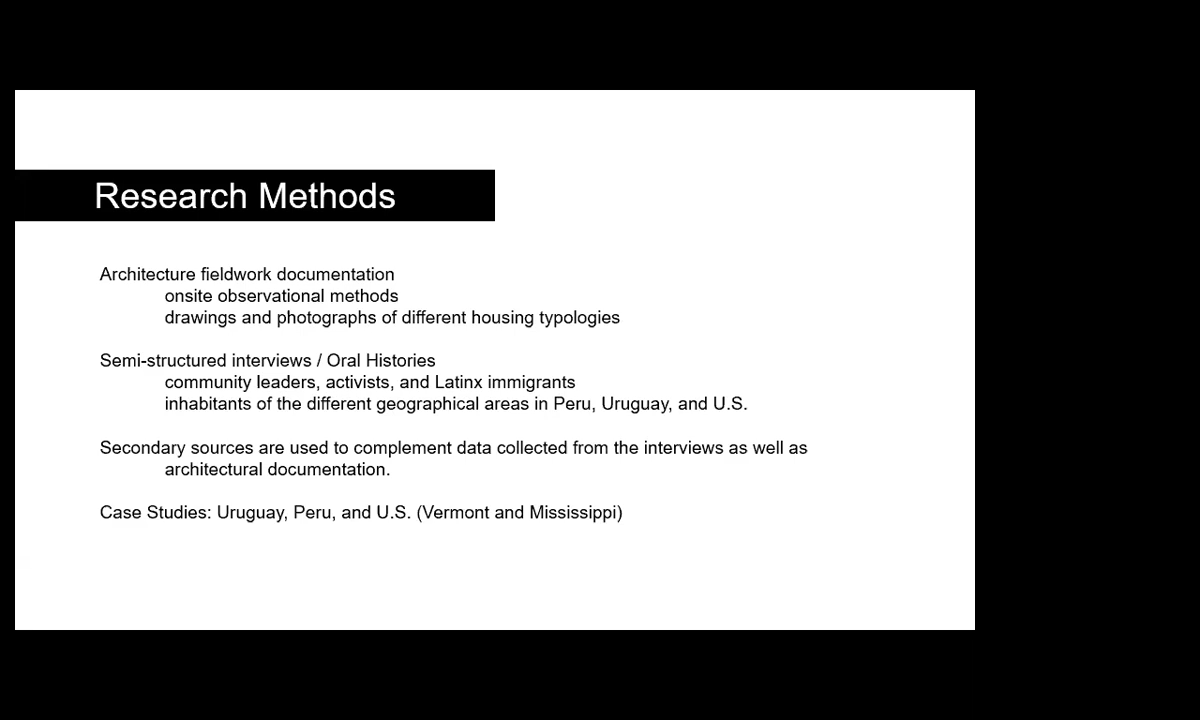 Research Methods
Architecture fieldwork documentation
onsite observational methods
drawings and photographs of different housing typologies
Semi-structured interviews / Oral Histories
community leaders, activists, and Latinx immigrants
inhabitants of the different geographical areas in Peru, Uruguay, and U.S.
Secondary sources are used to complement data collected from the interviews as well as
architectural documentation.
Case Studies: Uruguay, Peru, and U.S. (Vermont and Mississippi)